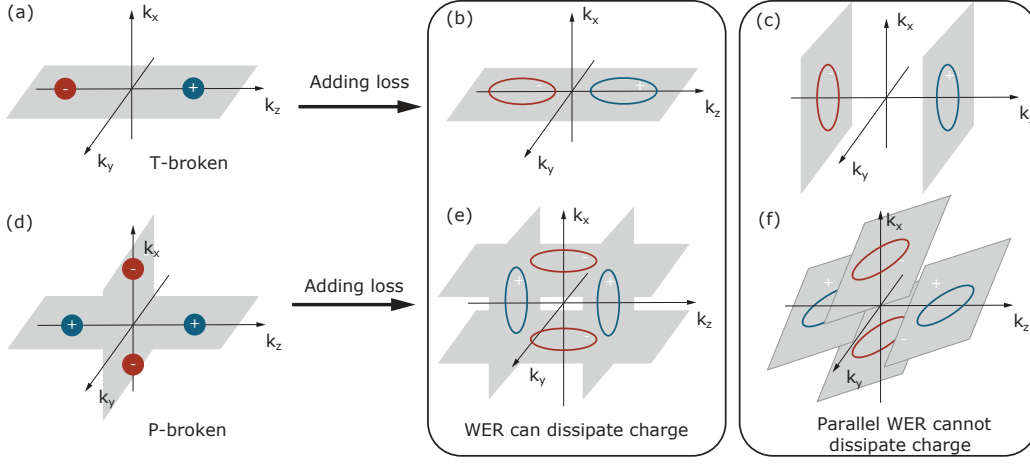 (a)
k_x
-
+
k_z
k_y
T-broken
Adding loss
(b)
k_x
-
+
k_z
k_y
(c)
k_x
-
+
k_z
k_y
(d)
k_x
-
+
+
-
k_z
k_y
P-broken
Adding loss
(e)
k_x
-
+
+
-
k_z
k_y
WER can dissipate charge
(f)
k_x
-
+
+
-
k_z
k_y
Parallel WER cannot
dissipate charge